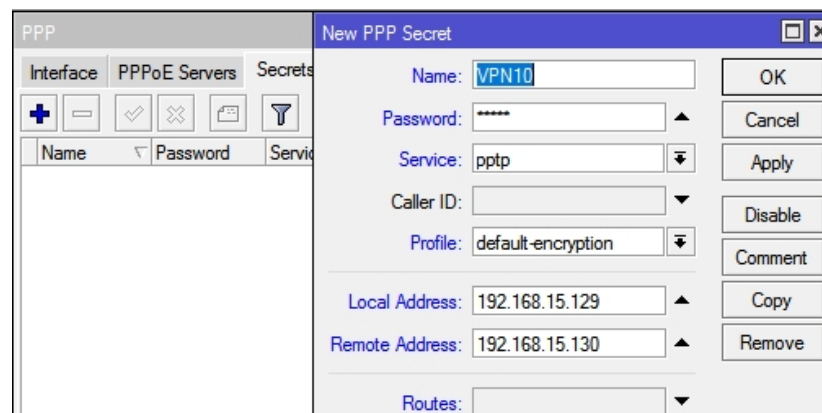 PPP
Interface PPPoE Servers Secrets
Name Password
New PPP Secret
Name: VPN10
Password: *****
Service: pptp
Caller ID:
Profile: default-encryption
Local Address: 192.168.15.129
Remote Address: 192.168.15.130
Routes:
OK
Cancel
Apply
Disable
Comment
Copy
Remove